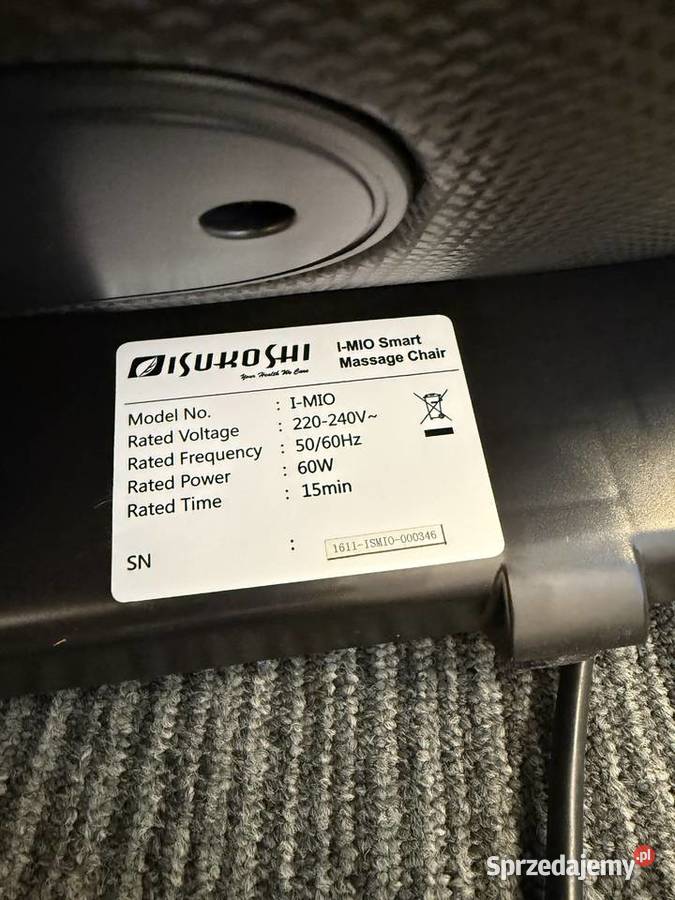 ISUKOSHI
Your Health We Care
I-MIO Smart
Massage Chair
Model No. : I-MIO
Rated Voltage : 220-240V~
Rated Frequency : 50/60Hz
Rated Power : 60W
Rated Time : 15min
SN : 1611-ISMIO-000346
Sprzedajemy.pl